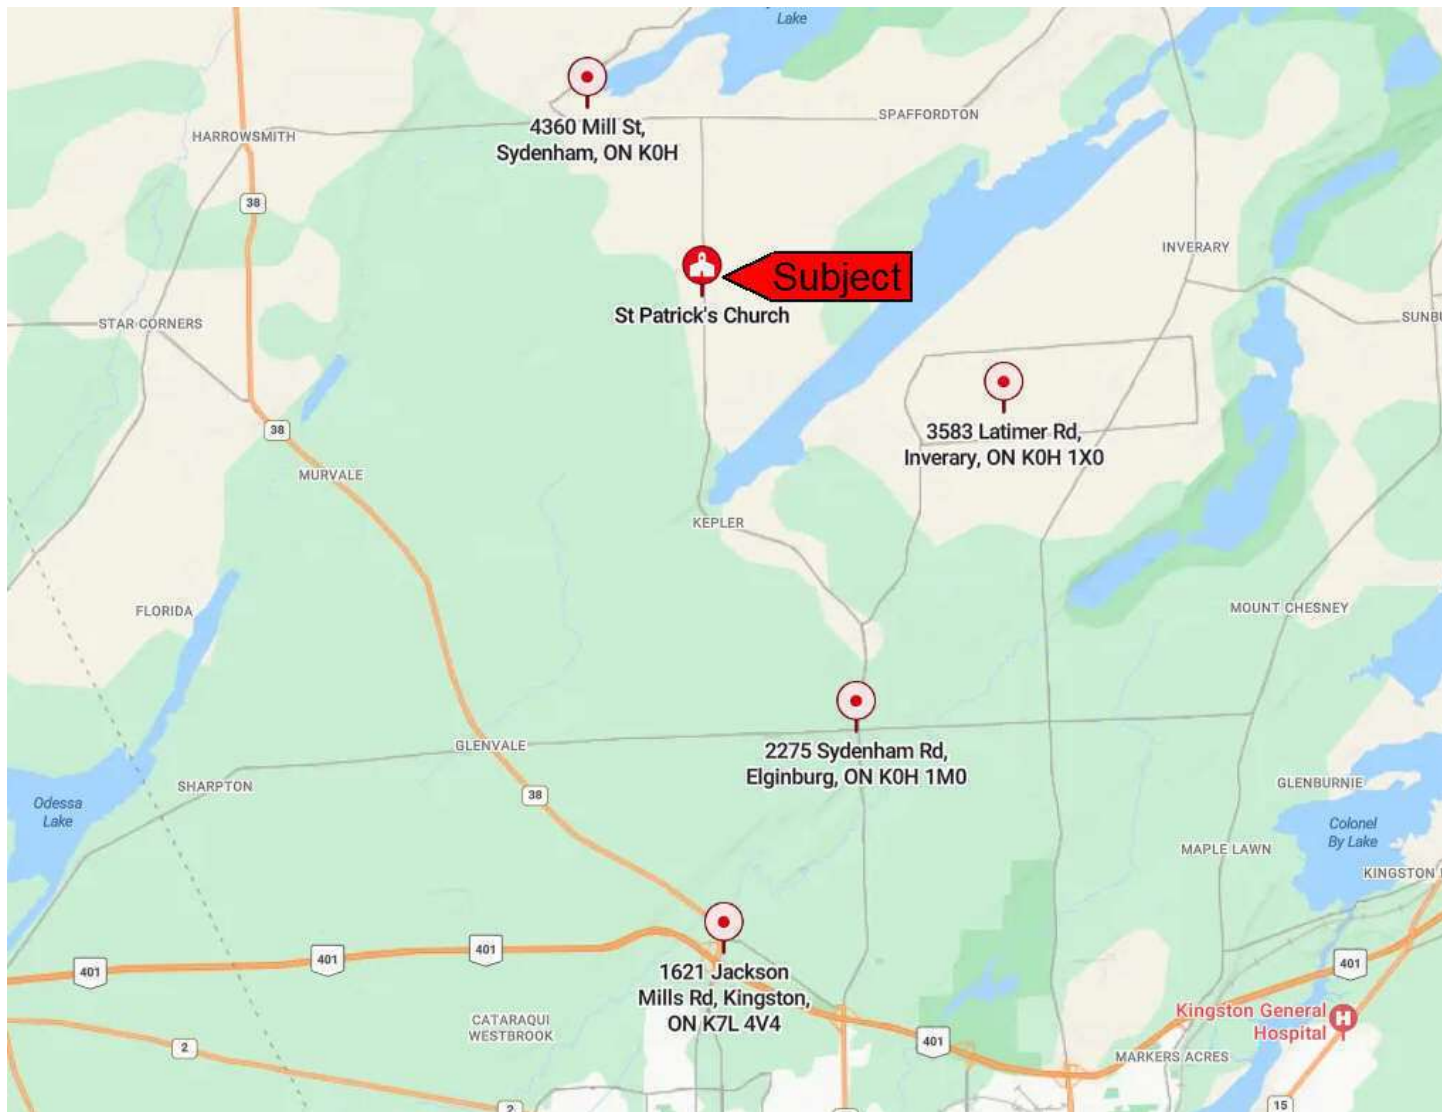 Lake
SPAFFORDTON
4360 Mill St,
Sydenham, ON K0H
HARROWSMITH
38
INVERARY
Subject
St Patrick's Church
STAR CORNERS
SUNB
3583 Latimer Rd,
Inverary, ON K0H 1X0
38
MURVALE
KEPLER
FLORIDA
MOUNT CHESNEY
GLENVALE
2275 Sydenham Rd,
Elginburg, ON K0H 1M0
SHARPTON
38
GLENBURNIE
Odessa
Lake
Colonel
By Lake
MAPLE LAWN
KINGSTON
401
401
401
401
1621 Jackson
Mills Rd, Kingston,
ON K7L 4V4
CATARAQUI
WESTBROOK
Kingston General
Hospital
H
2
401
MARKERS ACRES
2
15